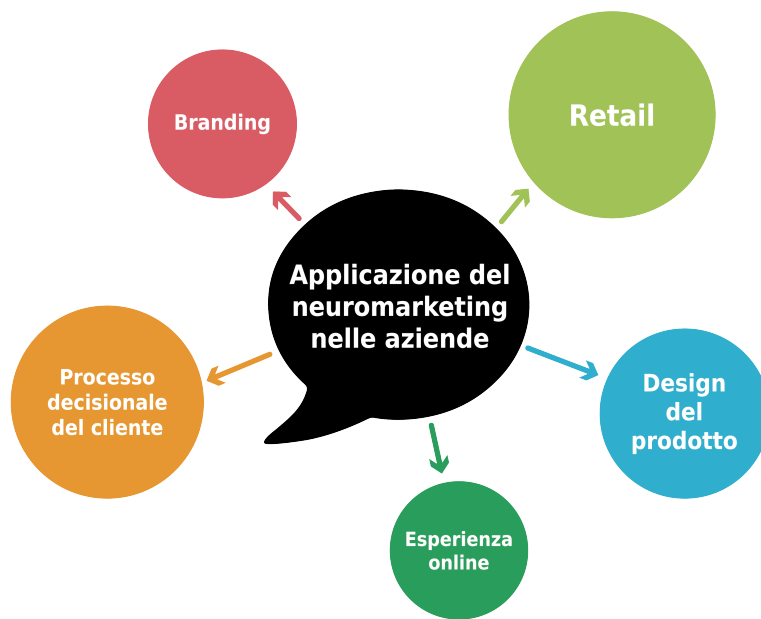 Branding
Retail
Applicazione del
neuromarketing
nelle aziende
Processo
decisionale
del cliente
Design
del
prodotto
Esperienza
online